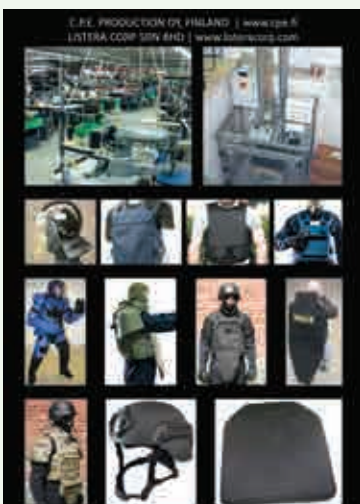 C.P.E. PRODUCTION OY, FINLAND | www.cpe.fi
LISTERA CORP SDN BHD | www.listeracorp.com